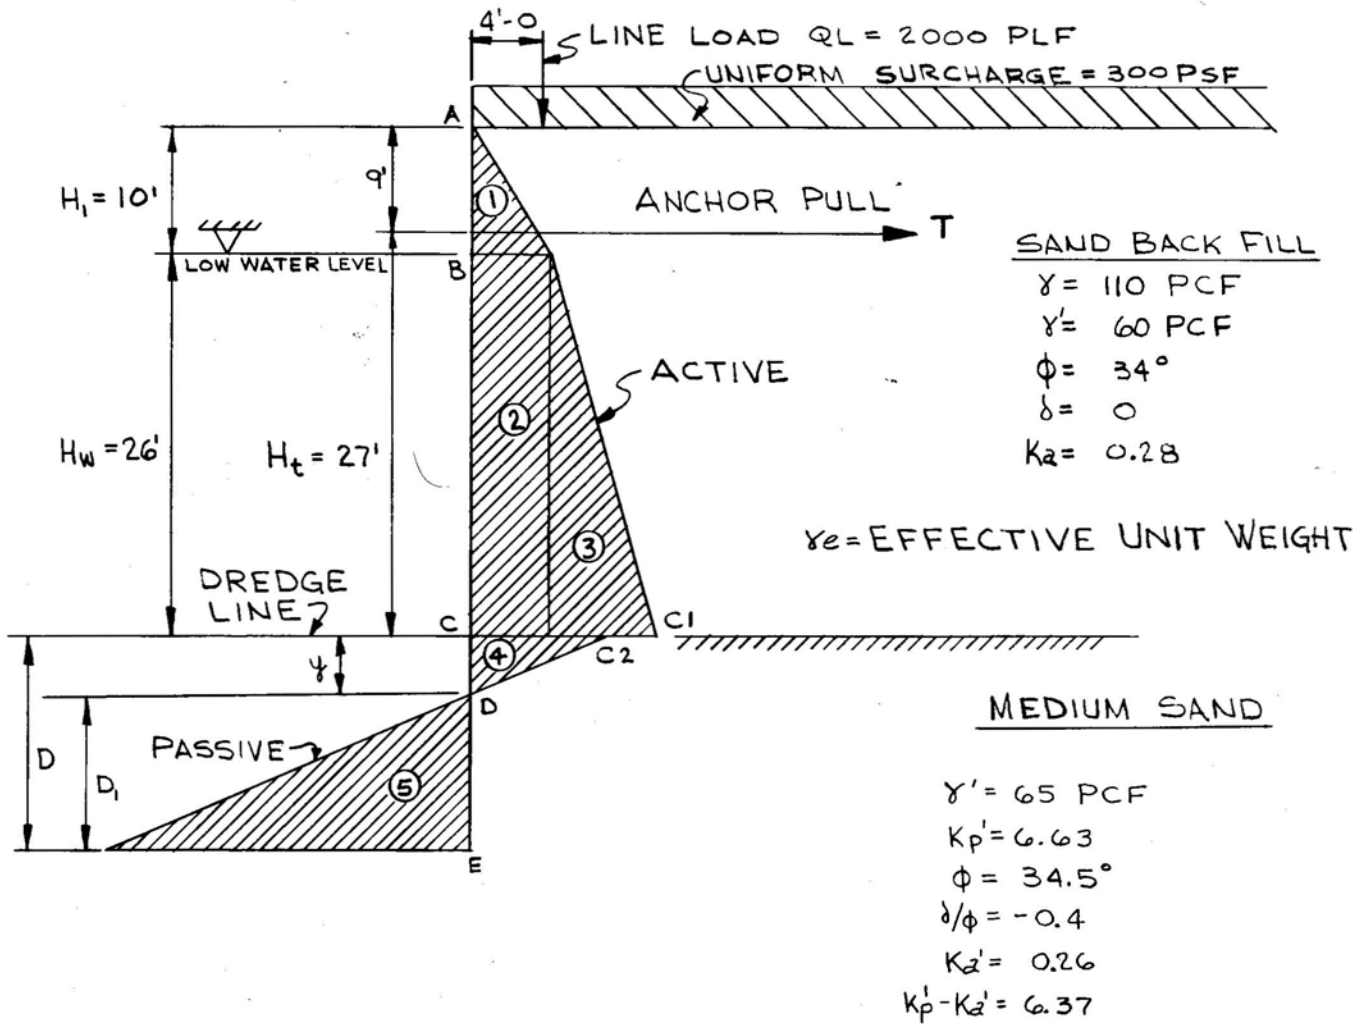 4'-0
LINE LOAD QL = 2000 PLF
UNIFORM SURCHARGE = 300 PSF
A
H₁ = 10'
9'
①
ANCHOR PULL
T
LOW WATER LEVEL
B
SAND BACK FILL
γ = 110 PCF
γ' = 60 PCF
φ = 34°
δ = 0
Ka = 0.28
ACTIVE
②
Hw = 26'
Ht = 27'
③
γe = EFFECTIVE UNIT WEIGHT
DREDGE
LINE
C
C1
④
C2
y
D
MEDIUM SAND
PASSIVE
D
D₁
⑤
E
γ' = 65 PCF
Kp' = 6.63
φ = 34.5°
δ/φ = -0.4
Ka' = 0.26
Kp' - Ka' = 6.37